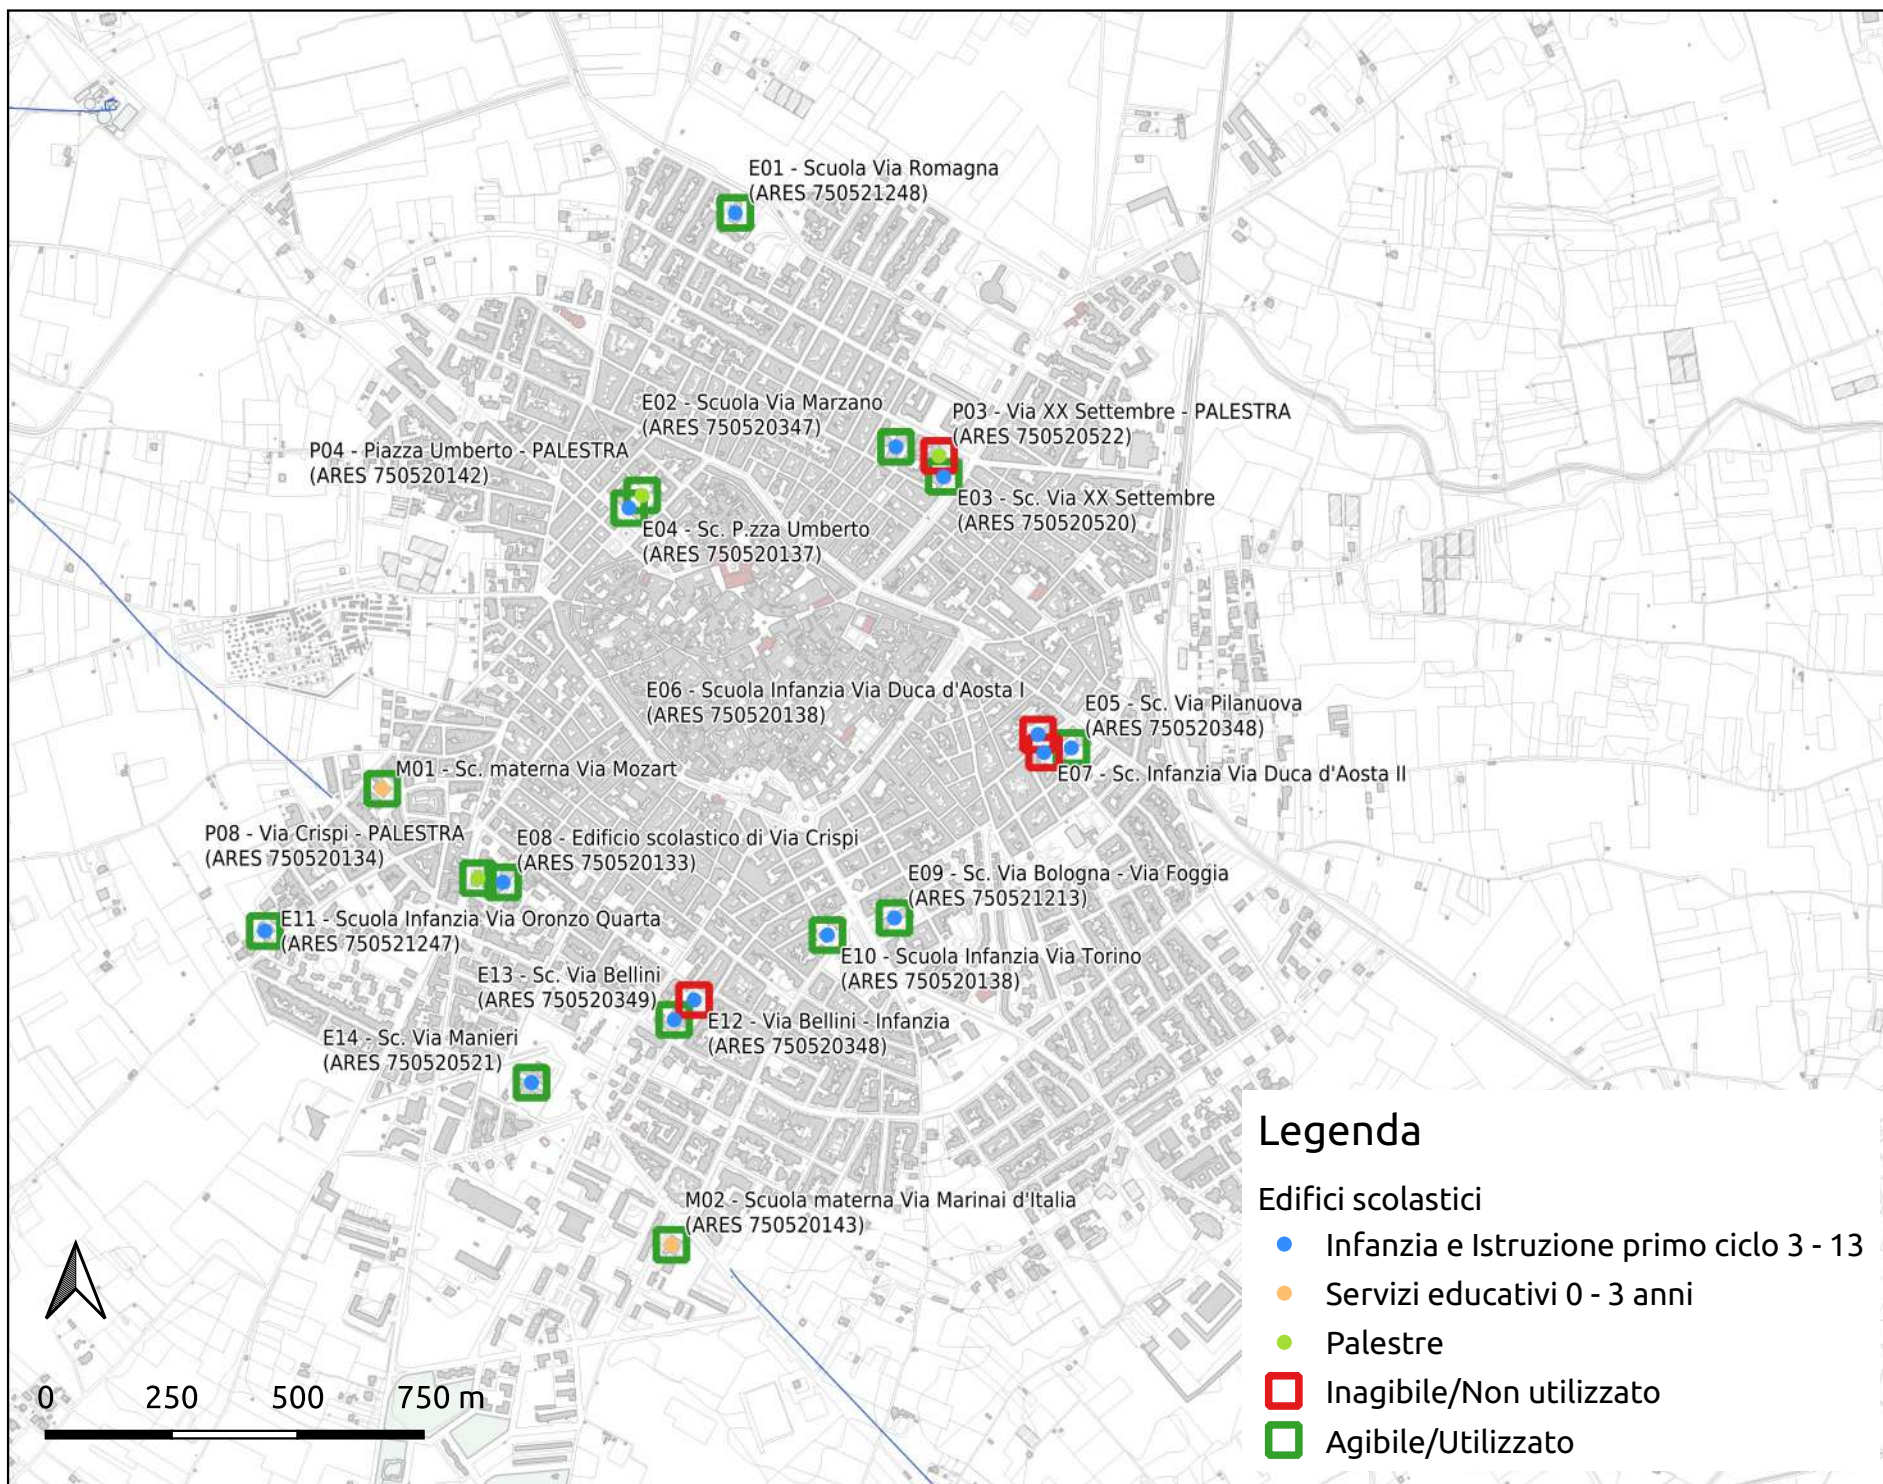 E01 - Scuola Via Romagna
(ARES 750521248)
E02 - Scuola Via Marzano
(ARES 750520347)
P03 - Via XX Settembre - PALESTRA
(ARES 750520522)
P04 - Piazza Umberto - PALESTRA
(ARES 750520142)
E03 - Sc. Via XX Settembre
(ARES 750520520)
E04 - Sc. P.zza Umberto
(ARES 750520137)
E06 - Scuola Infanzia Via Duca d'Aosta I
(ARES 750520138)
E05 - Sc. Via Pilanuova
(ARES 750520348)
E07 - Sc. Infanzia Via Duca d'Aosta II
M01 - Sc. materna Via Mozart
P08 - Via Crispi - PALESTRA
(ARES 750520134)
E08 - Edificio scolastico di Via Crispi
(ARES 750520133)
E09 - Sc. Via Bologna - Via Foggia
(ARES 750521213)
E11 - Scuola Infanzia Via Oronzo Quarta
(ARES 750521247)
E10 - Scuola Infanzia Via Torino
(ARES 750520138)
E13 - Sc. Via Bellini
(ARES 750520349)
E12 - Via Bellini - Infanzia
(ARES 750520348)
E14 - Sc. Via Manieri
(ARES 750520521)
M02 - Scuola materna Via Marinai d'Italia
(ARES 750520143)
Legenda
Edifici scolastici
Infanzia e Istruzione primo ciclo 3 - 13
Servizi educativi 0 - 3 anni
Palestre
Inagibile/Non utilizzato
Agibile/Utilizzato
0 250 500 750 m